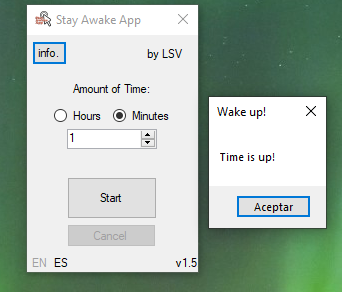 Stay Awake App
info.
by LSV
Amount of Time:
Hours
Minutes
1
Start
Cancel
EN ES
v1.5
Wake up!
Time is up!
Aceptar